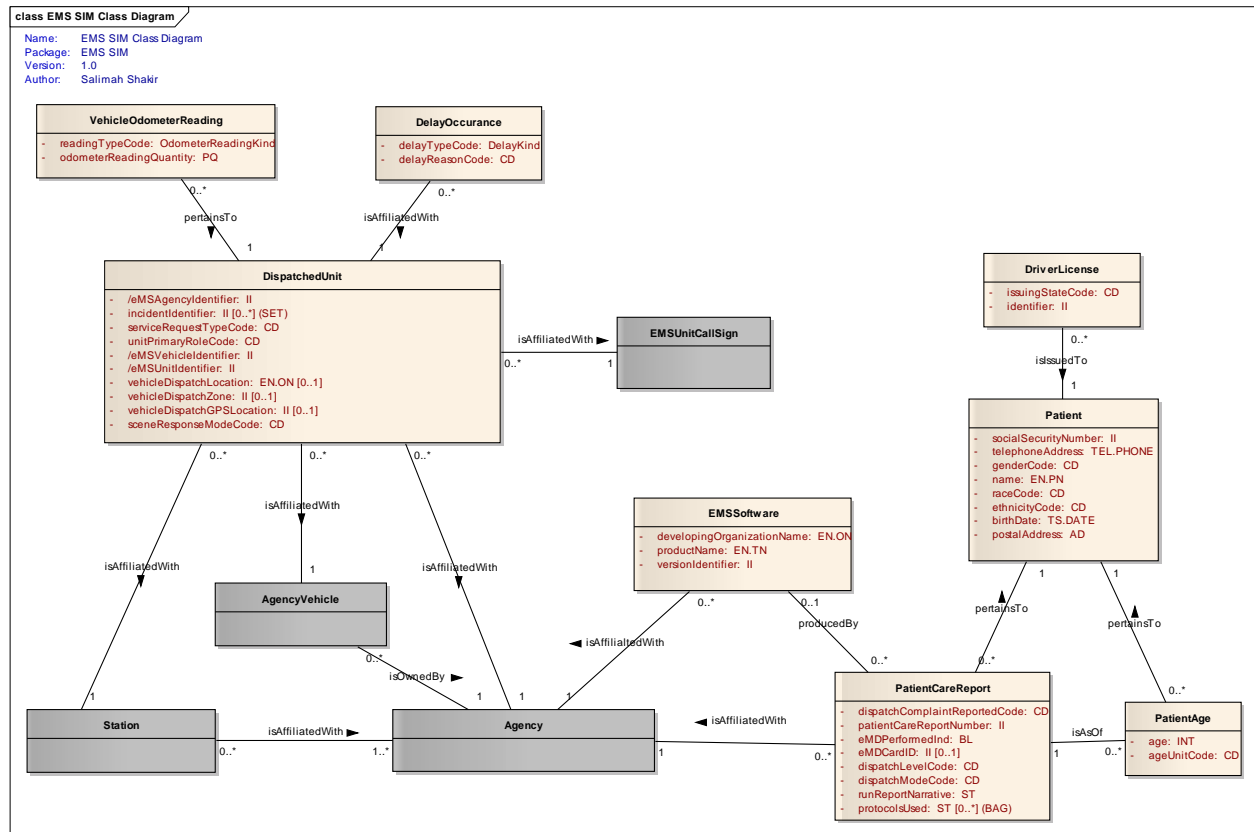 class EMS SIM Class Diagram
Name: EMS SIM Class Diagram
Package: EMS SIM
Version: 1.0
Author: Salimah Shakir
VehicleOdometerReading
- readingTypeCode: OdometerReadingKind
- odometerReadingQuantity: PQ
DelayOccurance
- delayTypeCode: DelayKind
- delayReasonCode: CD
0..*
pertainsTo
1
0..*
isAffiliatedWith
1
DispatchedUnit
- /eMSAgencyIdentifier: II
- incidentIdentifier: II [0..*] (SET)
- serviceRequestTypeCode: CD
- unitPrimaryRoleCode: CD
- /eMSVehicleIdentifier: II
- /eMSUnitIdentifier: II
- vehicleDispatchLocation: EN.ON [0..1]
- vehicleDispatchZone: II [0..1]
- vehicleDispatchGPSLocation: II [0..1]
- sceneResponseModeCode: CD
isAffiliatedWith
0..*
1
EMSUnitCallSign
DriverLicense
- issuingStateCode: CD
- identifier: II
0..*
isIssuedTo
1
Patient
- socialSecurityNumber: II
- telephoneAddress: TEL.PHONE
- genderCode: CD
- name: EN.PN
- raceCode: CD
- ethnicityCode: CD
- birthDate: TS.DATE
- postalAddress: AD
0..*
0..*
0..*
isAffiliatedWith
isAffiliatedWith
isAffiliatedWith
1
1
1
EMSSoftware
- developingOrganizationName: EN.ON
- productName: EN.TN
- versionIdentifier: II
AgencyVehicle
0..*
isOwnedBy
1
0..*
isAffilialtedWith
1
0..1
producedBy
0..*
1
pertainsTo
0..*
1
pertainsTo
0..*
Station
0..*
isAffiliatedWith
1..*
Agency
1
isAffiliatedWith
0..*
PatientCareReport
- dispatchComplaintReportedCode: CD
- patientCareReportNumber: II
- eMDPerformedInd: BL
- eMDCardID: II [0..1]
- dispatchLevelCode: CD
- dispatchModeCode: CD
- runReportNarrative: ST
- protocolsUsed: ST [0..*] (BAG)
isAsOf
1
0..*
PatientAge
- age: INT
- ageUnitCode: CD